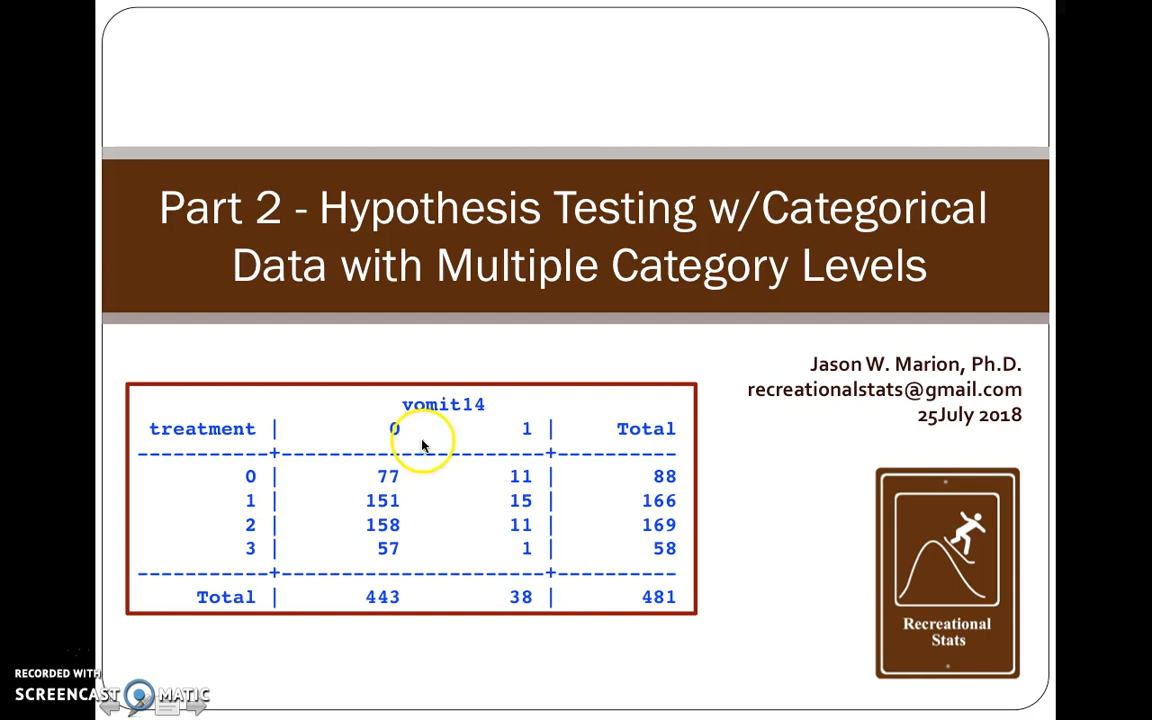 Part 2 - Hypothesis Testing w/Categorical
Data with Multiple Category Levels
Jason W. Marion, Ph.D.
recreationalstats@gmail.com
25July 2018
vomit14
treatment | 0 1 | Total
-----------+----------------------+----------
0 | 77 11 | 88
1 | 151 15 | 166
2 | 158 11 | 169
3 | 57 1 | 58
-----------+----------------------+----------
Total | 443 38 | 481
Recreational
Stats
RECORDED WITH
SCREENCAST MATIC